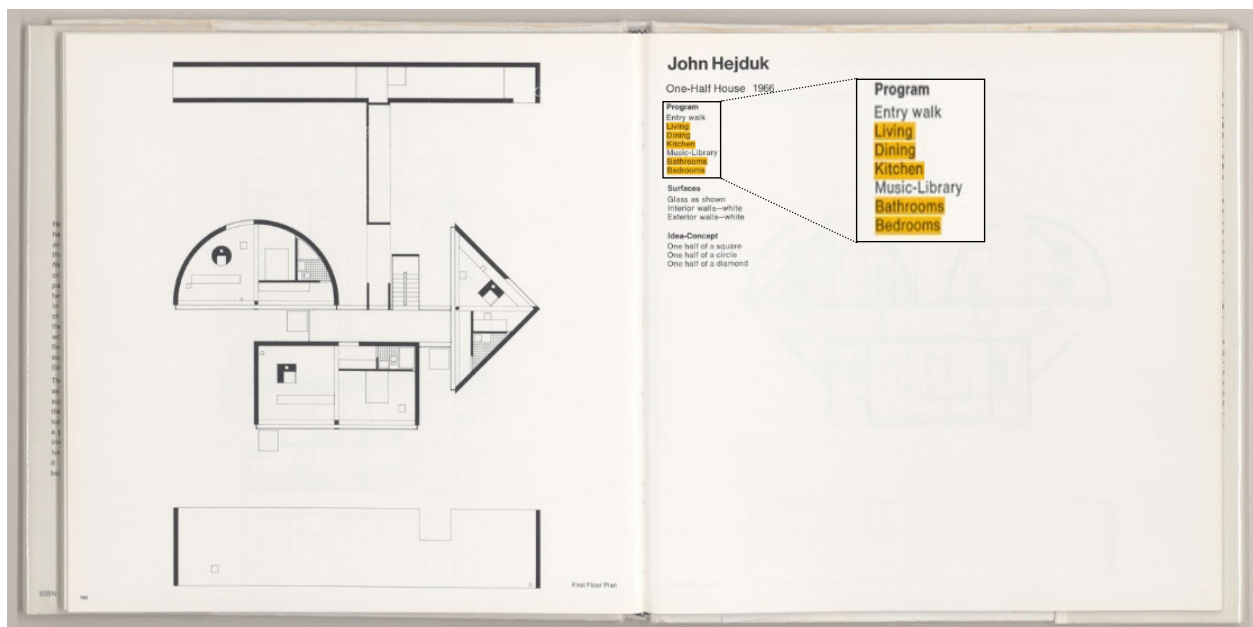 ISBN
First Floor Plan
John Hejduk
One-Half House 1966
Program
Entry walk
Living
Dining
Kitchen
Music-Library
Bathrooms
Bedrooms
Surfaces
Glass as shown
Interior walls—white
Exterior walls—white
Idea-Concept
One half of a square
One half of a circle
One half of a diamond
Program
Entry walk
Living
Dining
Kitchen
Music-Library
Bathrooms
Bedrooms